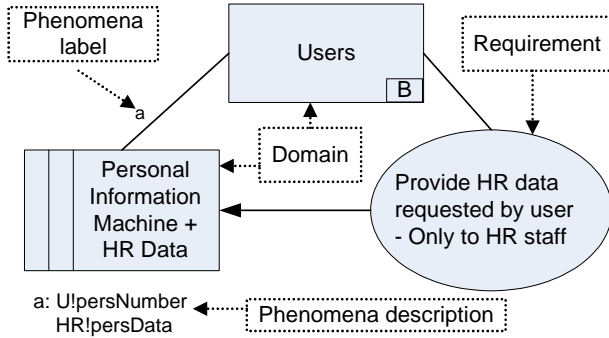 Phenomena
label
Users
B
Requirement
a
Domain
Personal
Information
Machine +
HR Data
Provide HR data
requested by user
- Only to HR staff
a: U!persNumber
HR!persData
Phenomena description